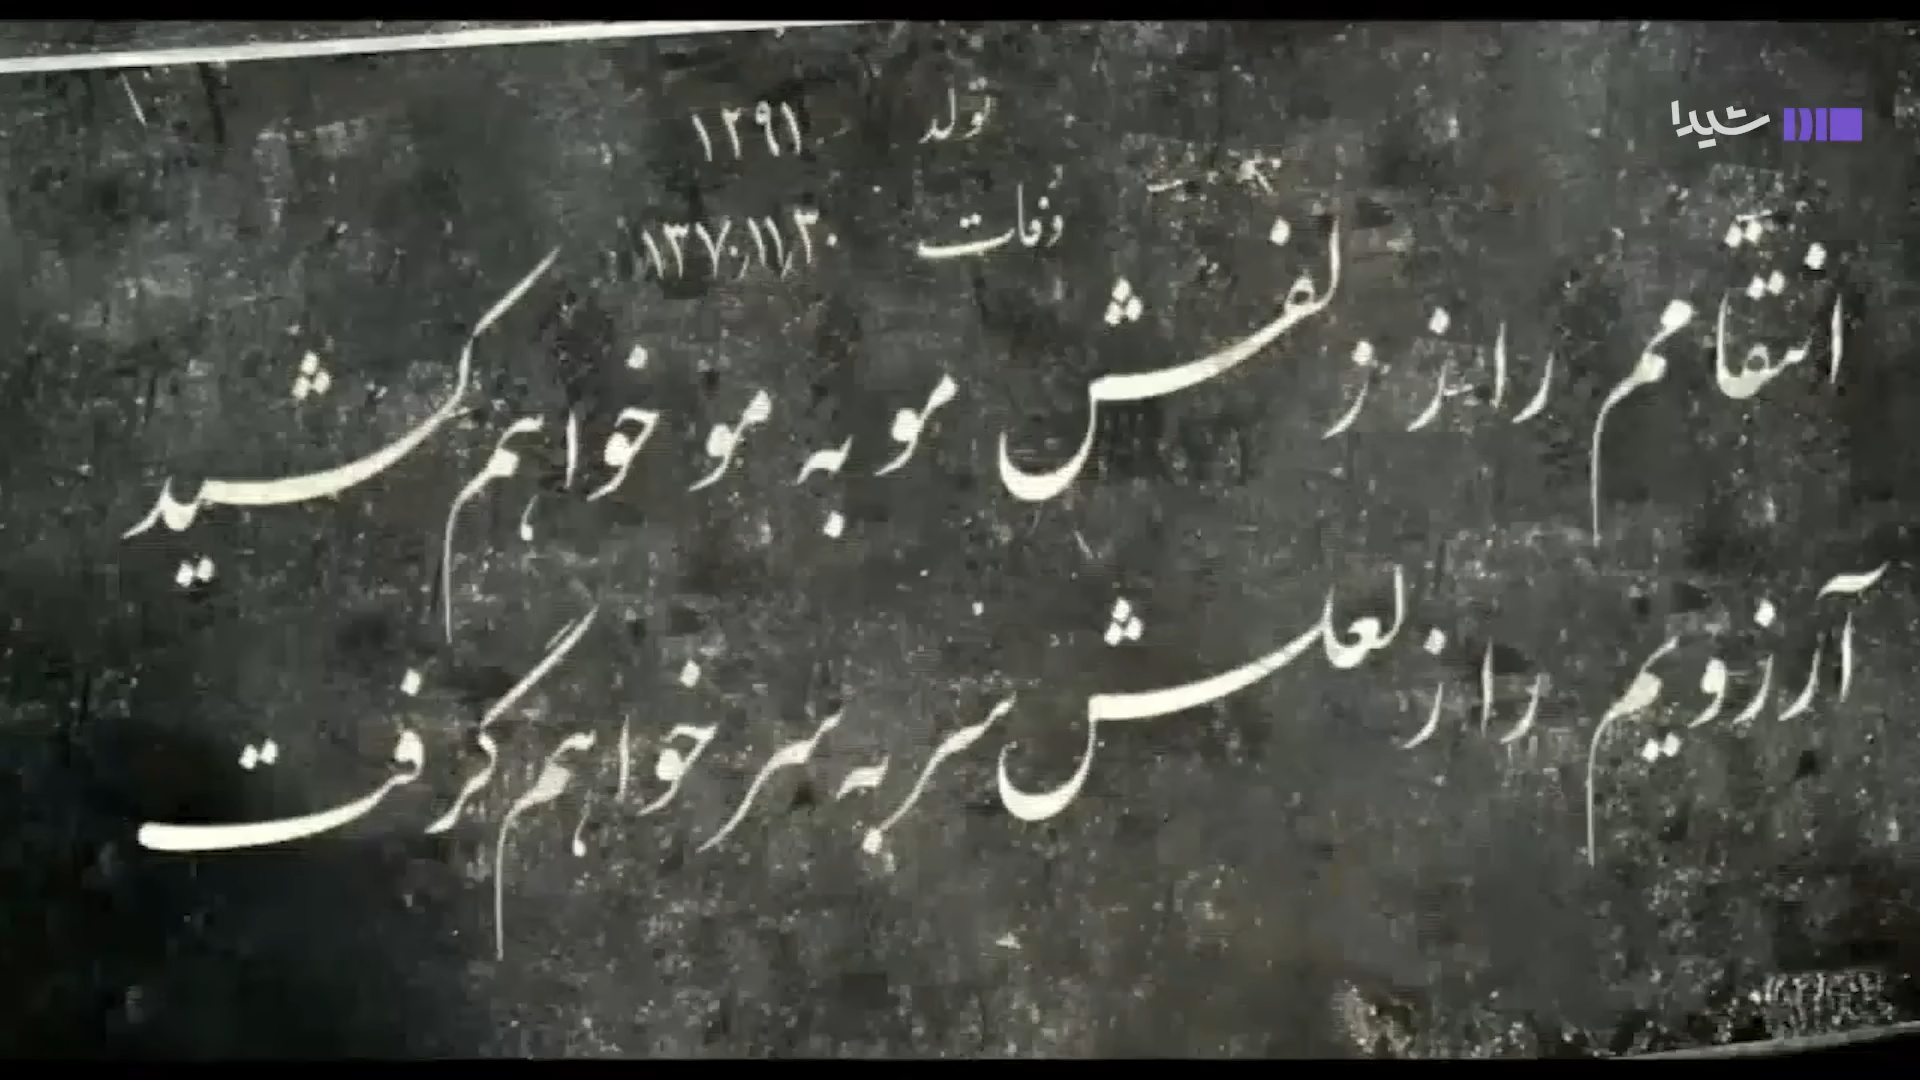 شیدا
تولد ۱۲۹۱
وفات ۱۳۷۰٫۱۱٫۳۰
انتقامم را ز زلفش مو به مو خواهم کشید
آرزویم را ز لعلش سر به سر خواهم گرفت